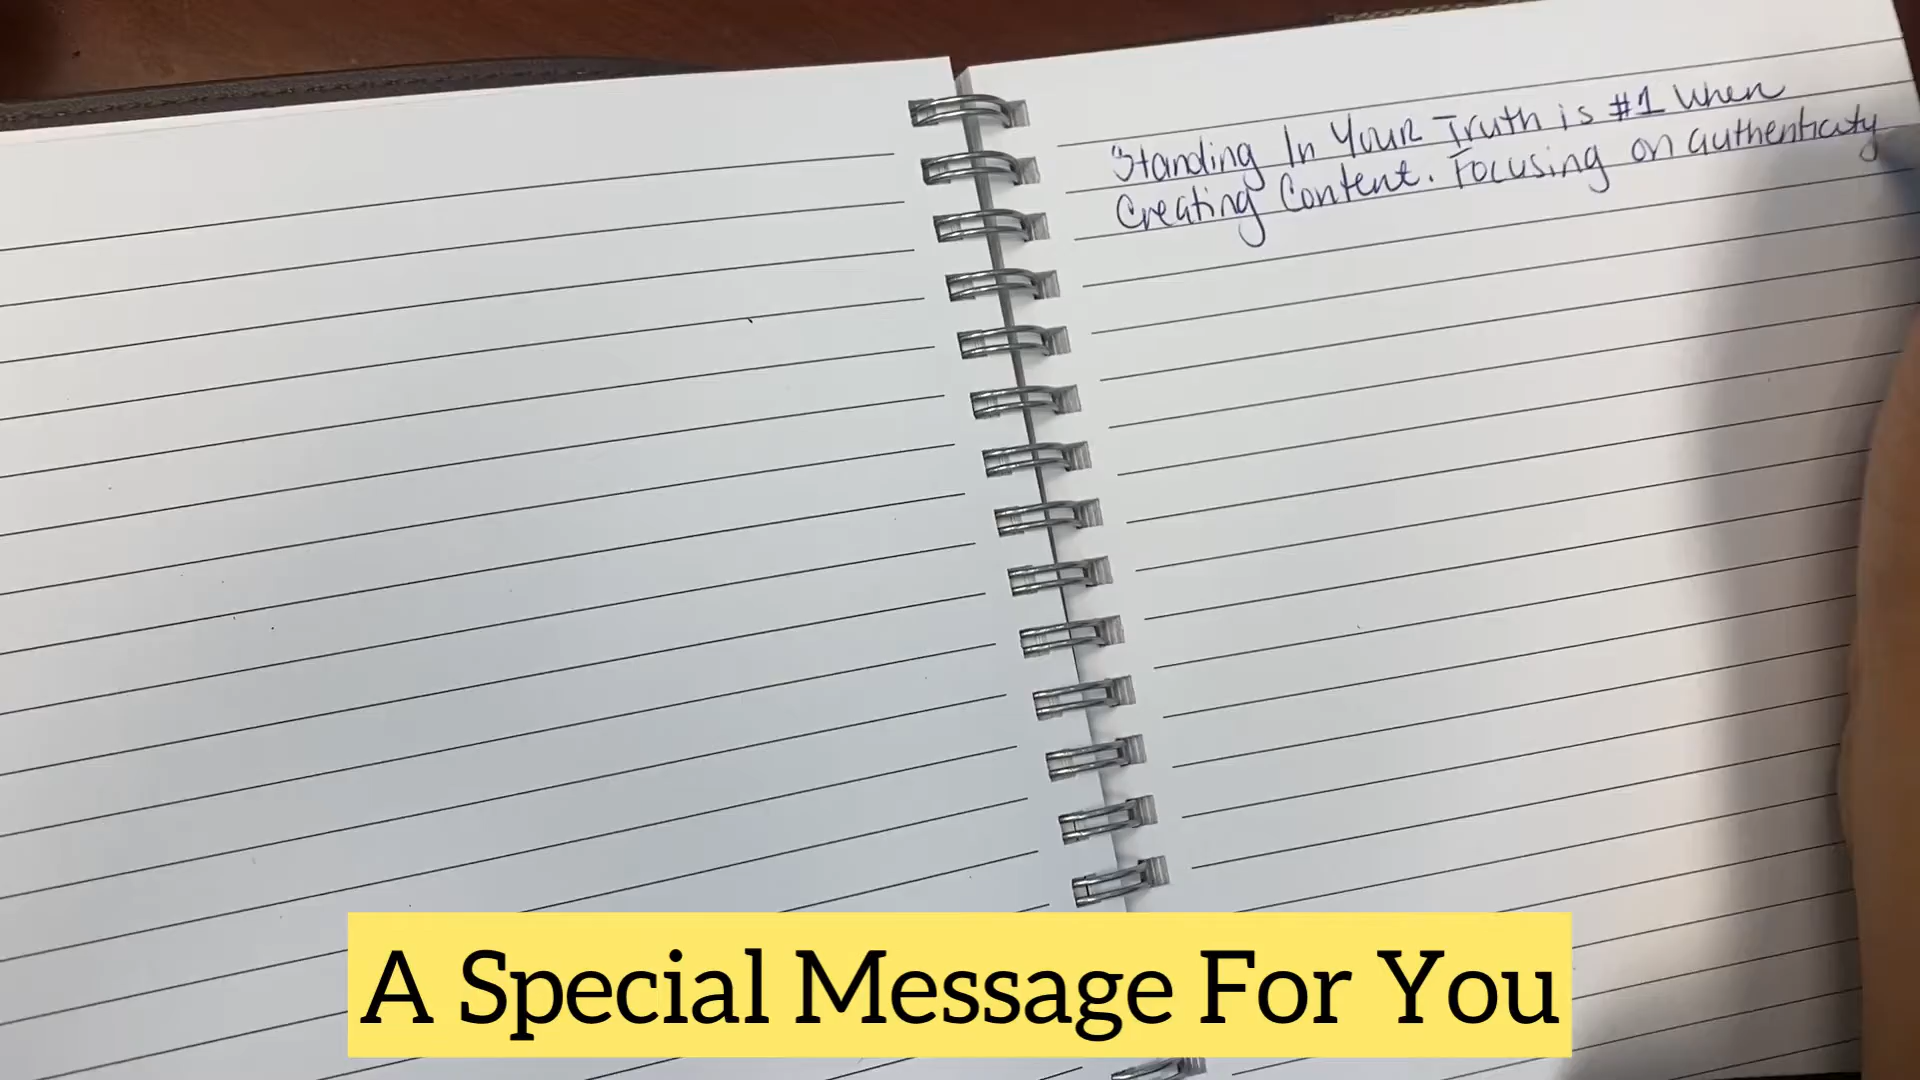 Standing In Your Truth is #1 when
Creating Content. Focusing on authenticity
A Special Message For You